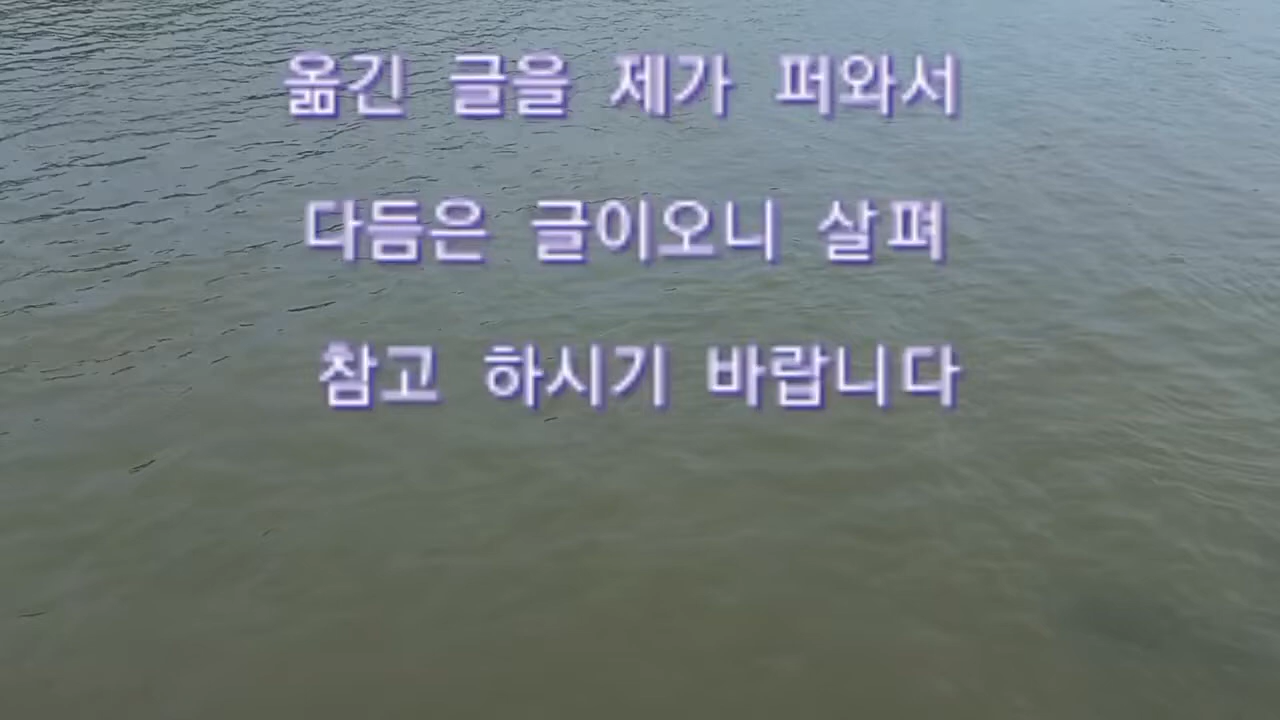 옮긴 글을 제가 퍼와서
다듬은 글이오니 살펴
참고 하시기 바랍니다